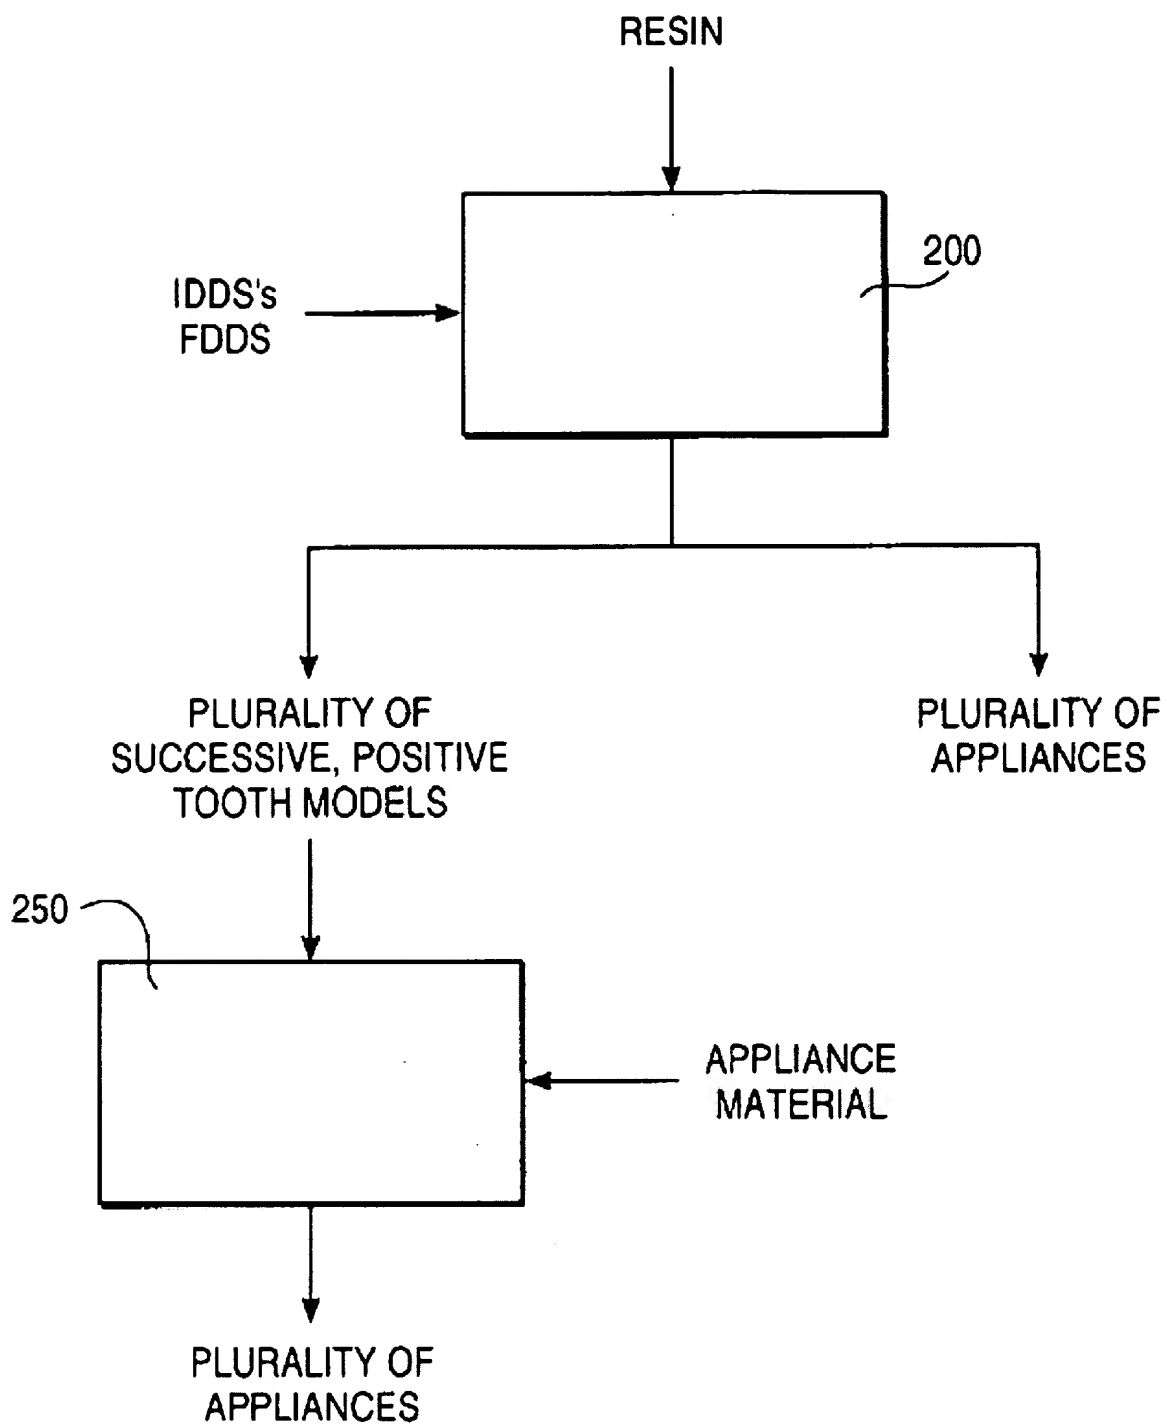 RESIN
200
IDDS's
FDDS
PLURALITY OF
SUCCESSIVE, POSITIVE
TOOTH MODELS
PLURALITY OF
APPLIANCES
250
APPLIANCE
MATERIAL
PLURALITY OF
APPLIANCES